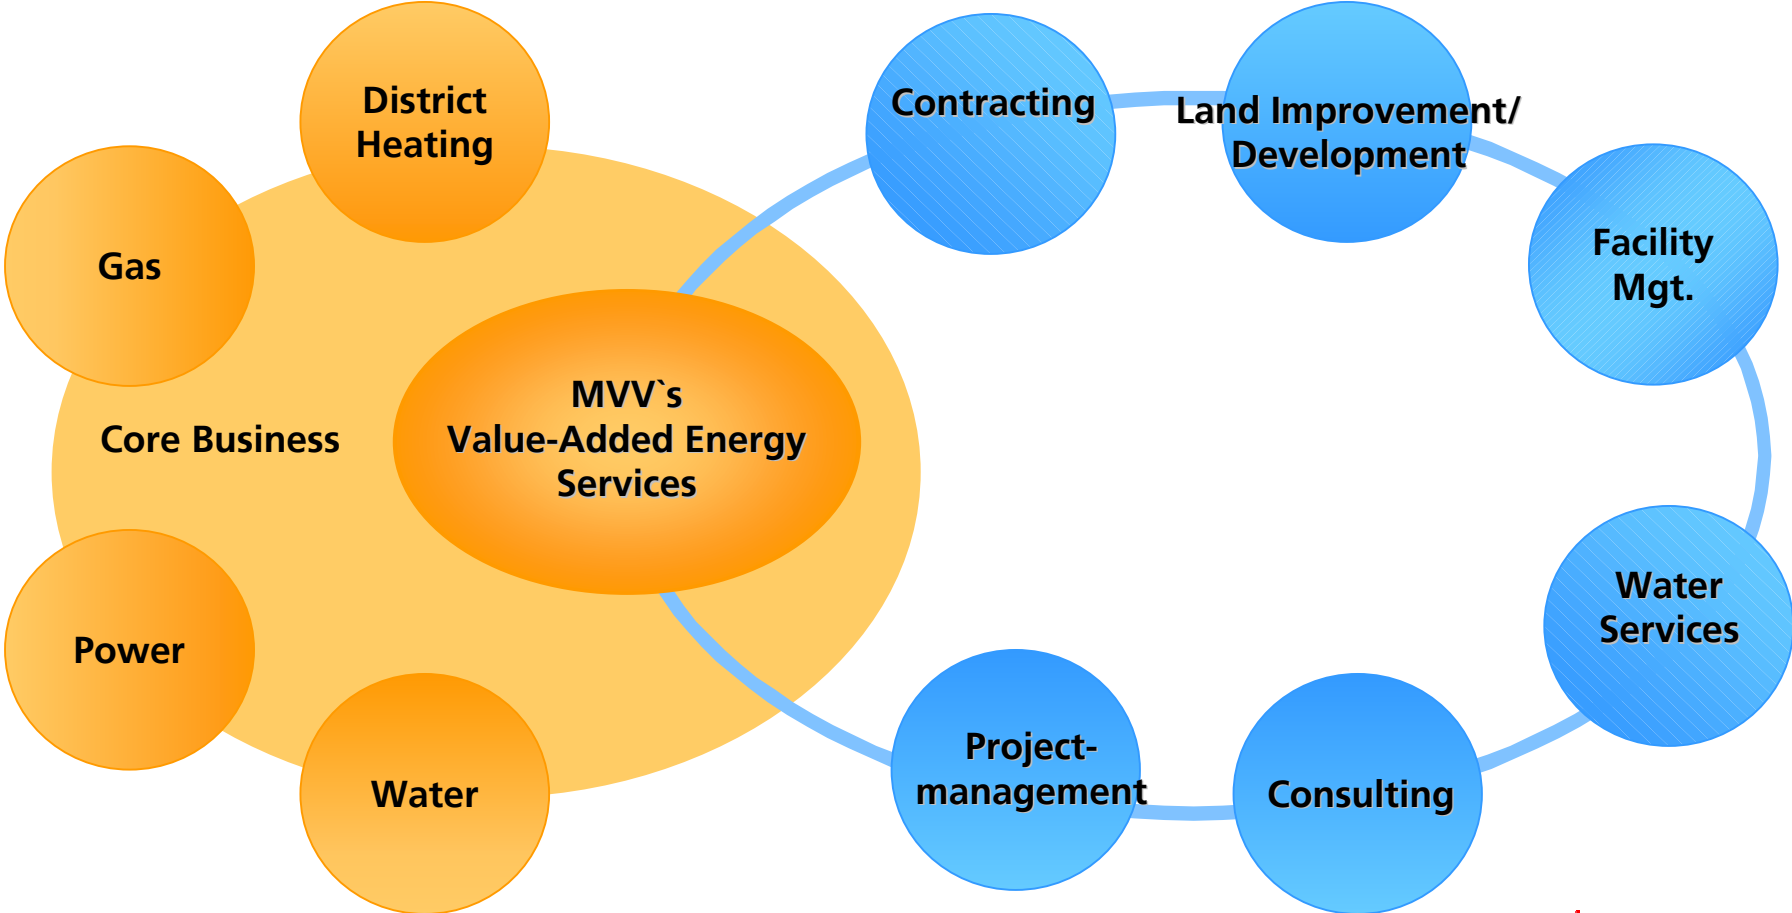 District
Heating
Gas
Core Business
Power
Water
MVV`s
Value-Added Energy
Services
Contracting
Land Improvement/
Development
Facility
Mgt.
Water
Services
Consulting
Project-
management